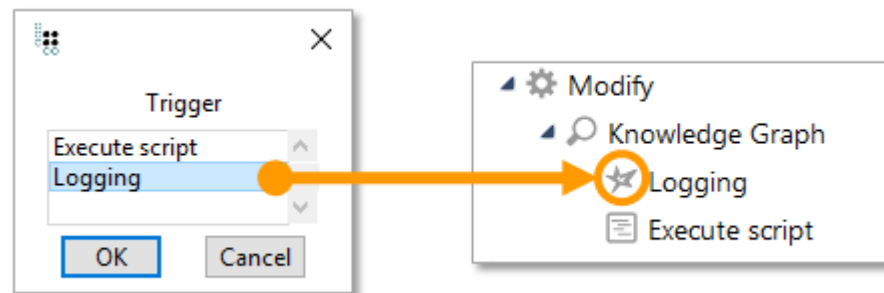 Trigger
Execute script
Logging
OK
Cancel
Modify
Knowledge Graph
Logging
Execute script